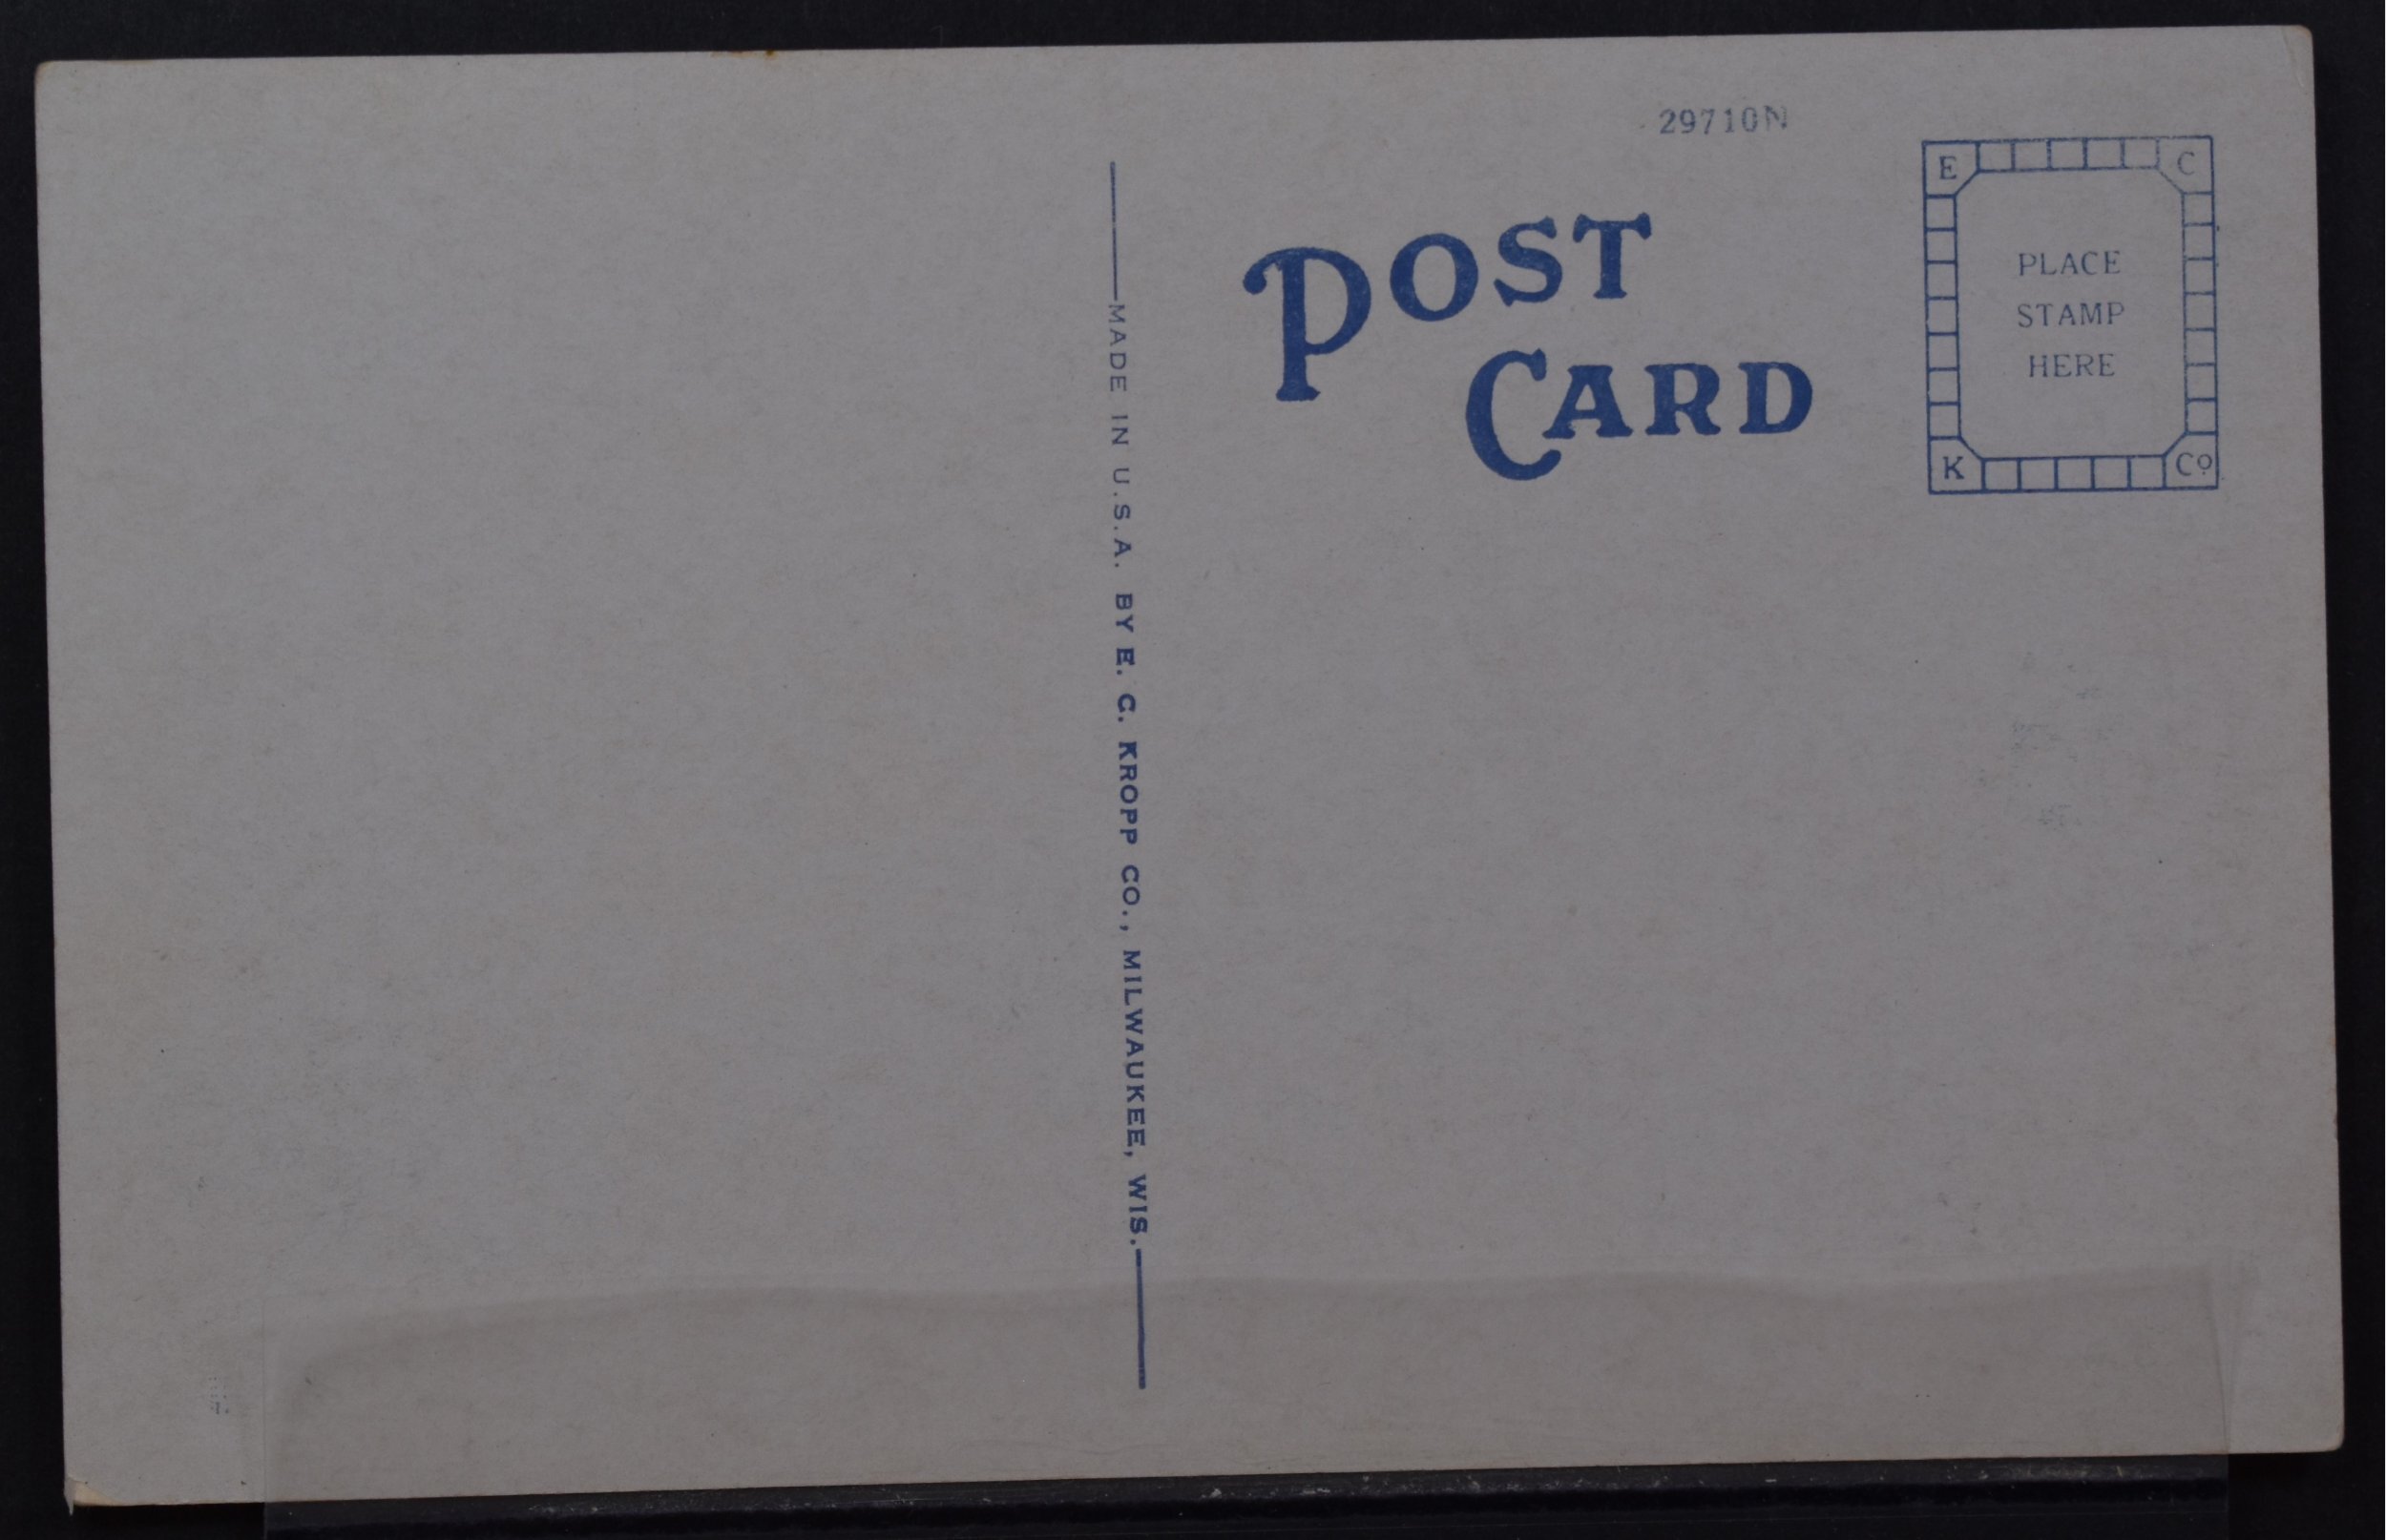 29710N
POST
CARD
E C
PLACE
STAMP
HERE
K Co.
MADE IN U.S.A. BY E. C. KROPP CO., MILWAUKEE, WIS.